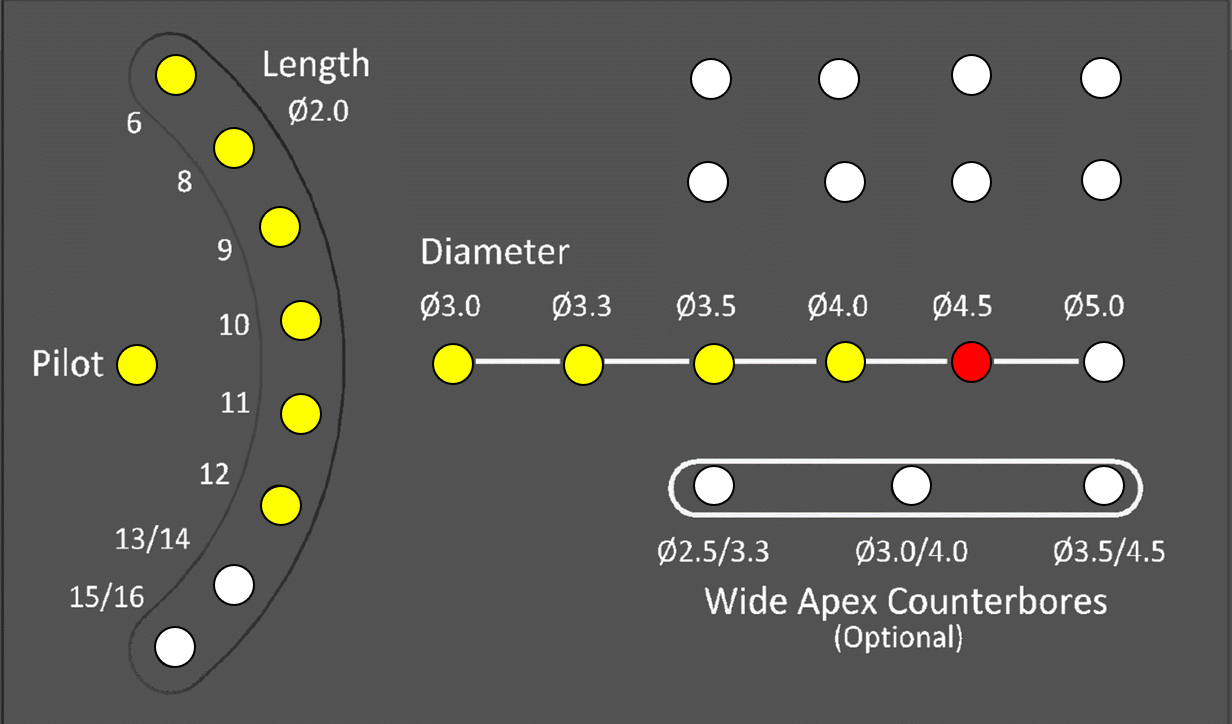 Length
Ø2.0
6
8
9
10
11
12
13/14
15/16
Pilot
Diameter
Ø3.0 Ø3.3 Ø3.5 Ø4.0 Ø4.5 Ø5.0
Ø2.5/3.3 Ø3.0/4.0 Ø3.5/4.5
Wide Apex Counterbores
(Optional)